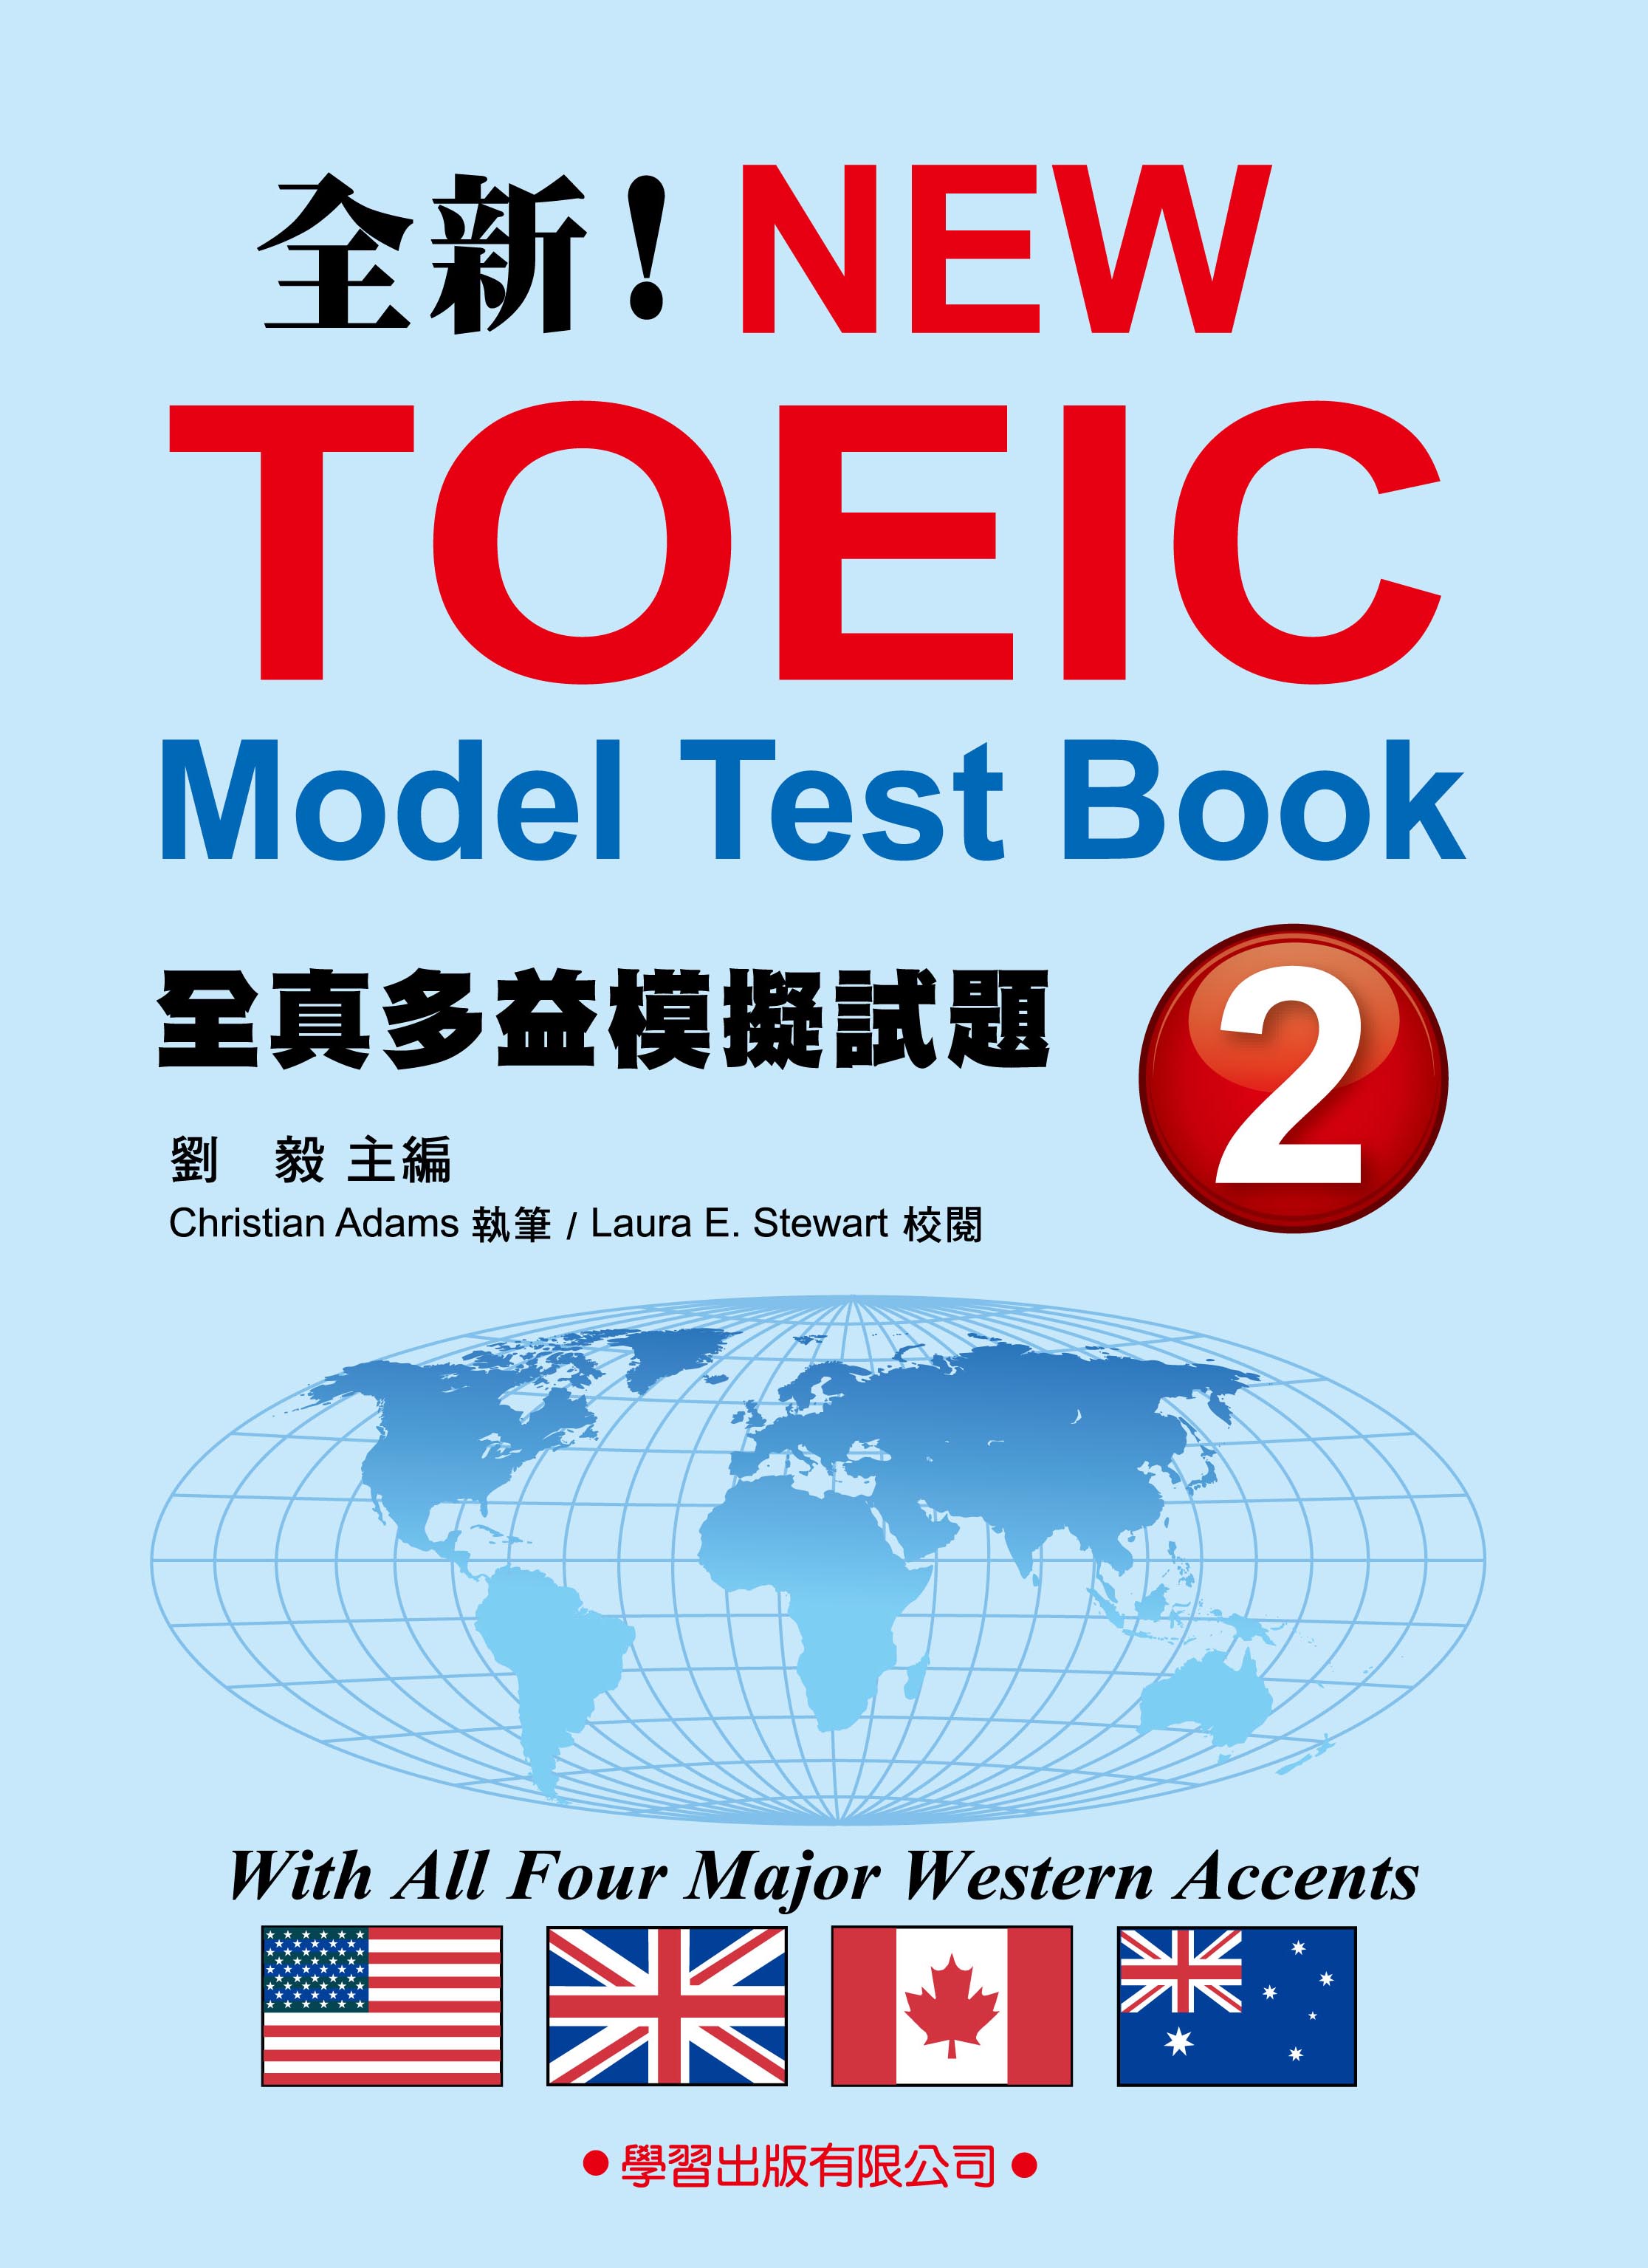 全新！NEW
TOEIC
Model Test Book
全真多益模擬試題
2
劉 毅 主編
Christian Adams 執筆 / Laura E. Stewart 校閱
With All Four Major Western Accents
●學習出版有限公司●